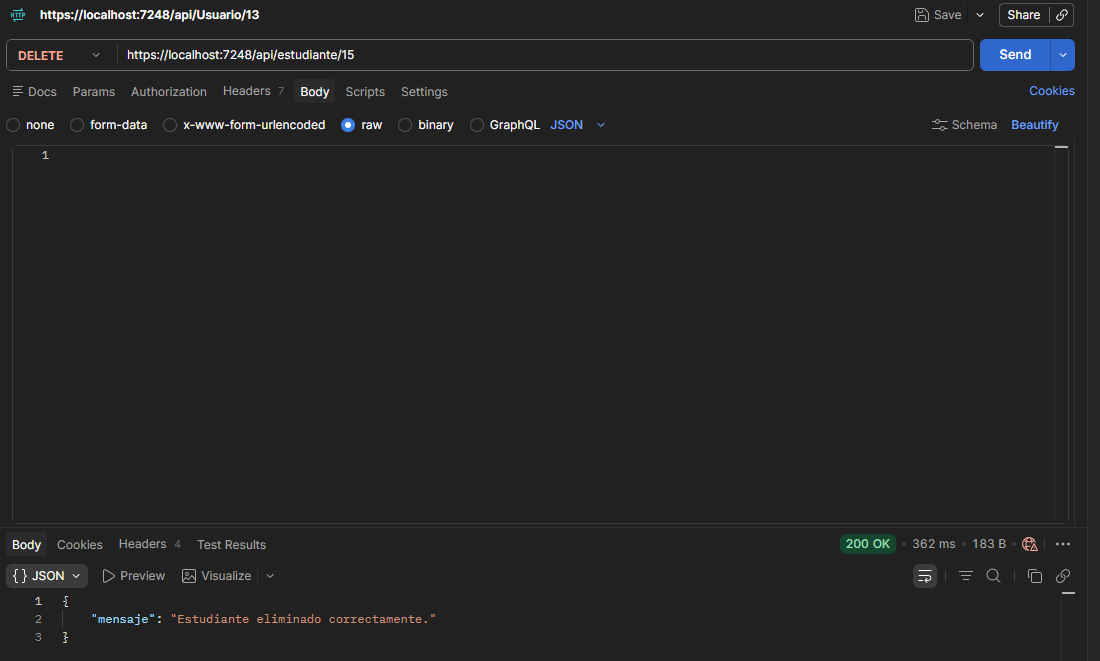 HTTP https://localhost:7248/api/Usuario/13 Save Share
DELETE https://localhost:7248/api/estudiante/15 Send
Docs Params Authorization Headers 7 Body Scripts Settings Cookies
none form-data x-www-form-urlencoded raw binary GraphQL JSON Schema Beautify
1
Body Cookies Headers 4 Test Results 200 OK • 362 ms • 183 B •
{} JSON Preview Visualize
1 {
2 "mensaje": "Estudiante eliminado correctamente."
3 }